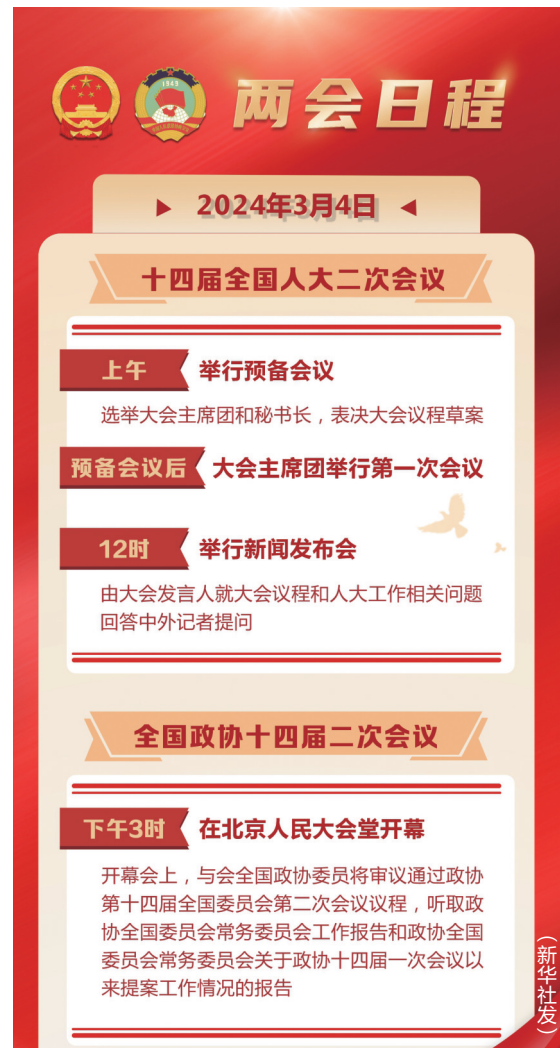 1949
两会日程
2024年3月4日
十四届全国人大二次会议
上午 举行预备会议
选举大会主席团和秘书长，表决大会议程草案
预备会议后 大会主席团举行第一次会议
12时 举行新闻发布会
由大会发言人就大会议程和人大工作相关问题
回答中外记者提问
全国政协十四届二次会议
下午3时 在北京人民大会堂开幕
开幕会上，与会全国政协委员将审议通过政协
第十四届全国委员会第二次会议议程，听取政
协全国委员会常务委员会工作报告和政协全国
委员会常务委员会关于政协十四届一次会议以
来提案工作情况的报告
（新华社发）